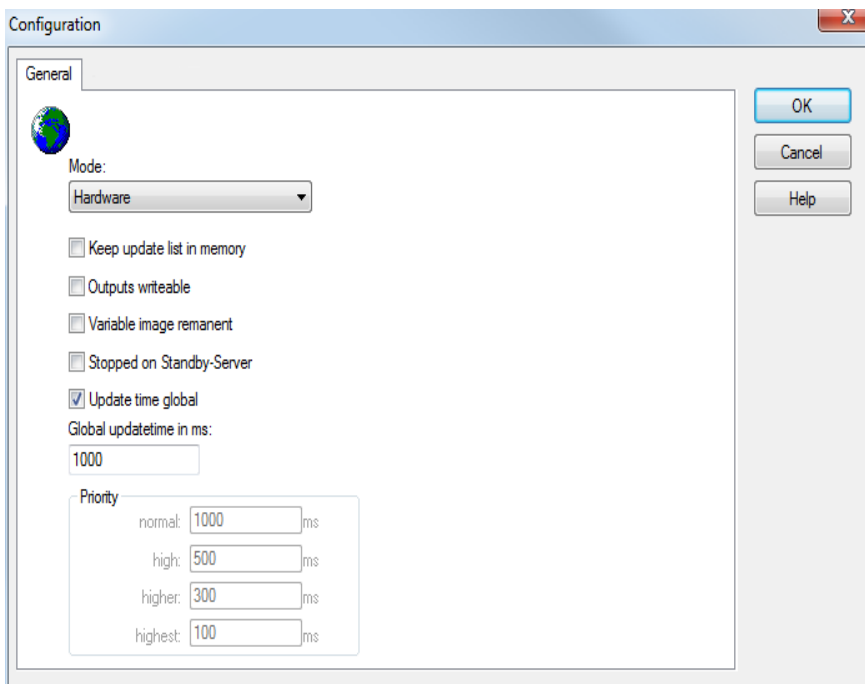 Configuration
X
General
OK
Cancel
Help
Mode:
Hardware
Keep update list in memory
Outputs writeable
Variable image remanent
Stopped on Standby-Server
Update time global
Global updatetime in ms:
1000
Priority
normal: 1000 ms
high: 500 ms
higher: 300 ms
highest: 100 ms